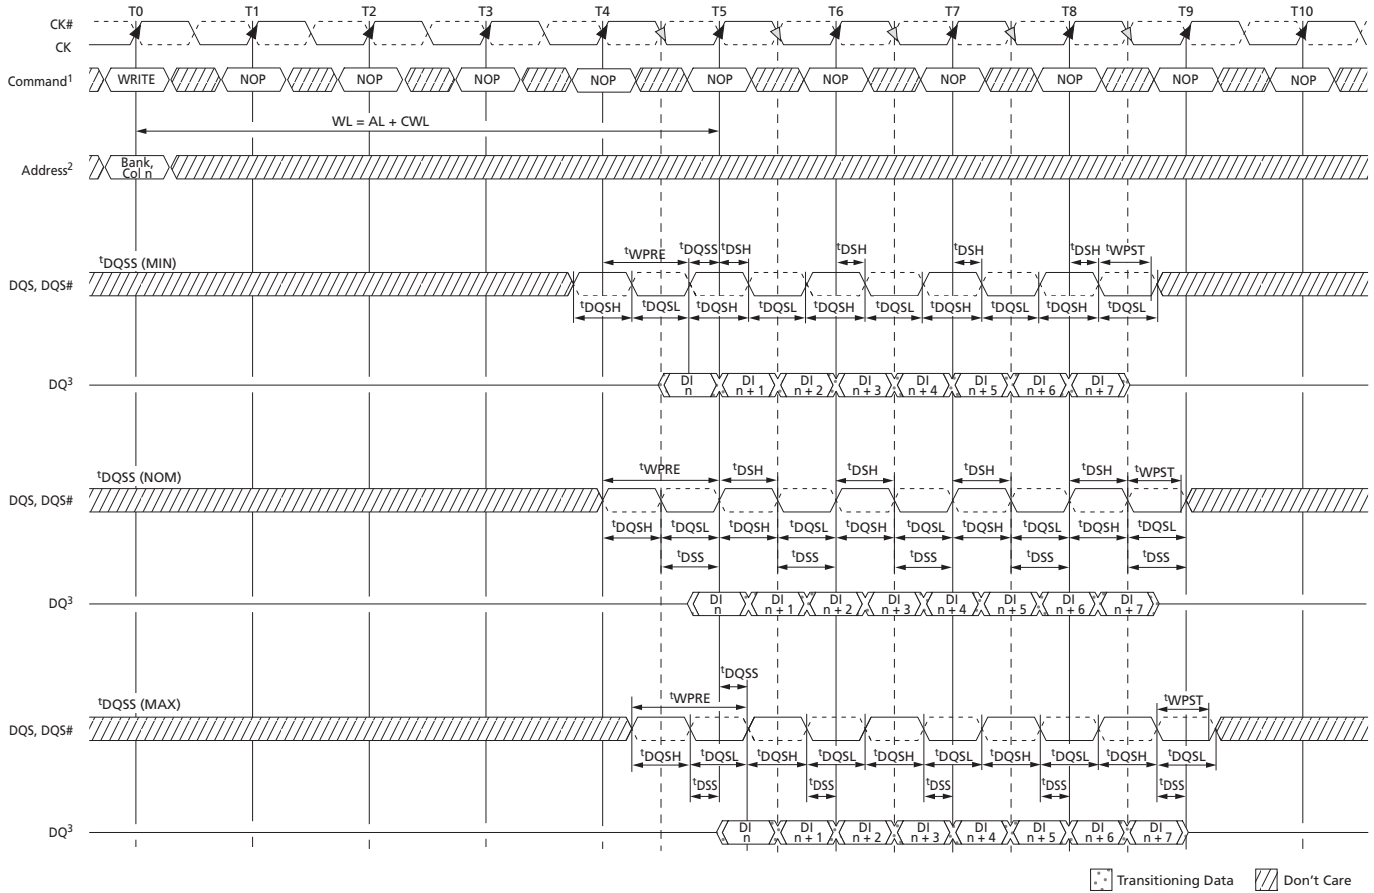 T0 T1 T2 T3 T4 T5 T6 T7 T8 T9 T10
CK#
CK
Command1 WRITE NOP NOP NOP NOP NOP NOP NOP NOP NOP NOP
WL = AL + CWL
Address2 Bank, Col n
tDQSS (MIN) tWPRE tDQSS tDSH tDSH tDSH tDSH tWPST
DQS, DQS#
tDQSH tDQSL tDQSH tDQSL tDQSH tDQSL tDQSH tDQSL tDQSH tDQSL
DQ3 DI n DI n + 1 DI n + 2 DI n + 3 DI n + 4 DI n + 5 DI n + 6 DI n + 7
tDQSS (NOM) tWPRE tDSH tDSH tDSH tDSH tWPST
DQS, DQS#
tDQSH tDQSL tDQSH tDQSL tDQSH tDQSL tDQSH tDQSL tDQSH tDQSL
tDSS tDSS tDSS tDSS tDSS
DQ3 DI n DI n + 1 DI n + 2 DI n + 3 DI n + 4 DI n + 5 DI n + 6 DI n + 7
tDQSS
tDQSS (MAX) tWPRE tWPST
DQS, DQS#
tDQSH tDQSL tDQSH tDQSL tDQSH tDQSL tDQSH tDQSL tDQSH tDQSL
tDSS tDSS tDSS tDSS tDSS
DQ3 DI n DI n + 1 DI n + 2 DI n + 3 DI n + 4 DI n + 5 DI n + 6 DI n + 7
Transitioning Data Don't Care